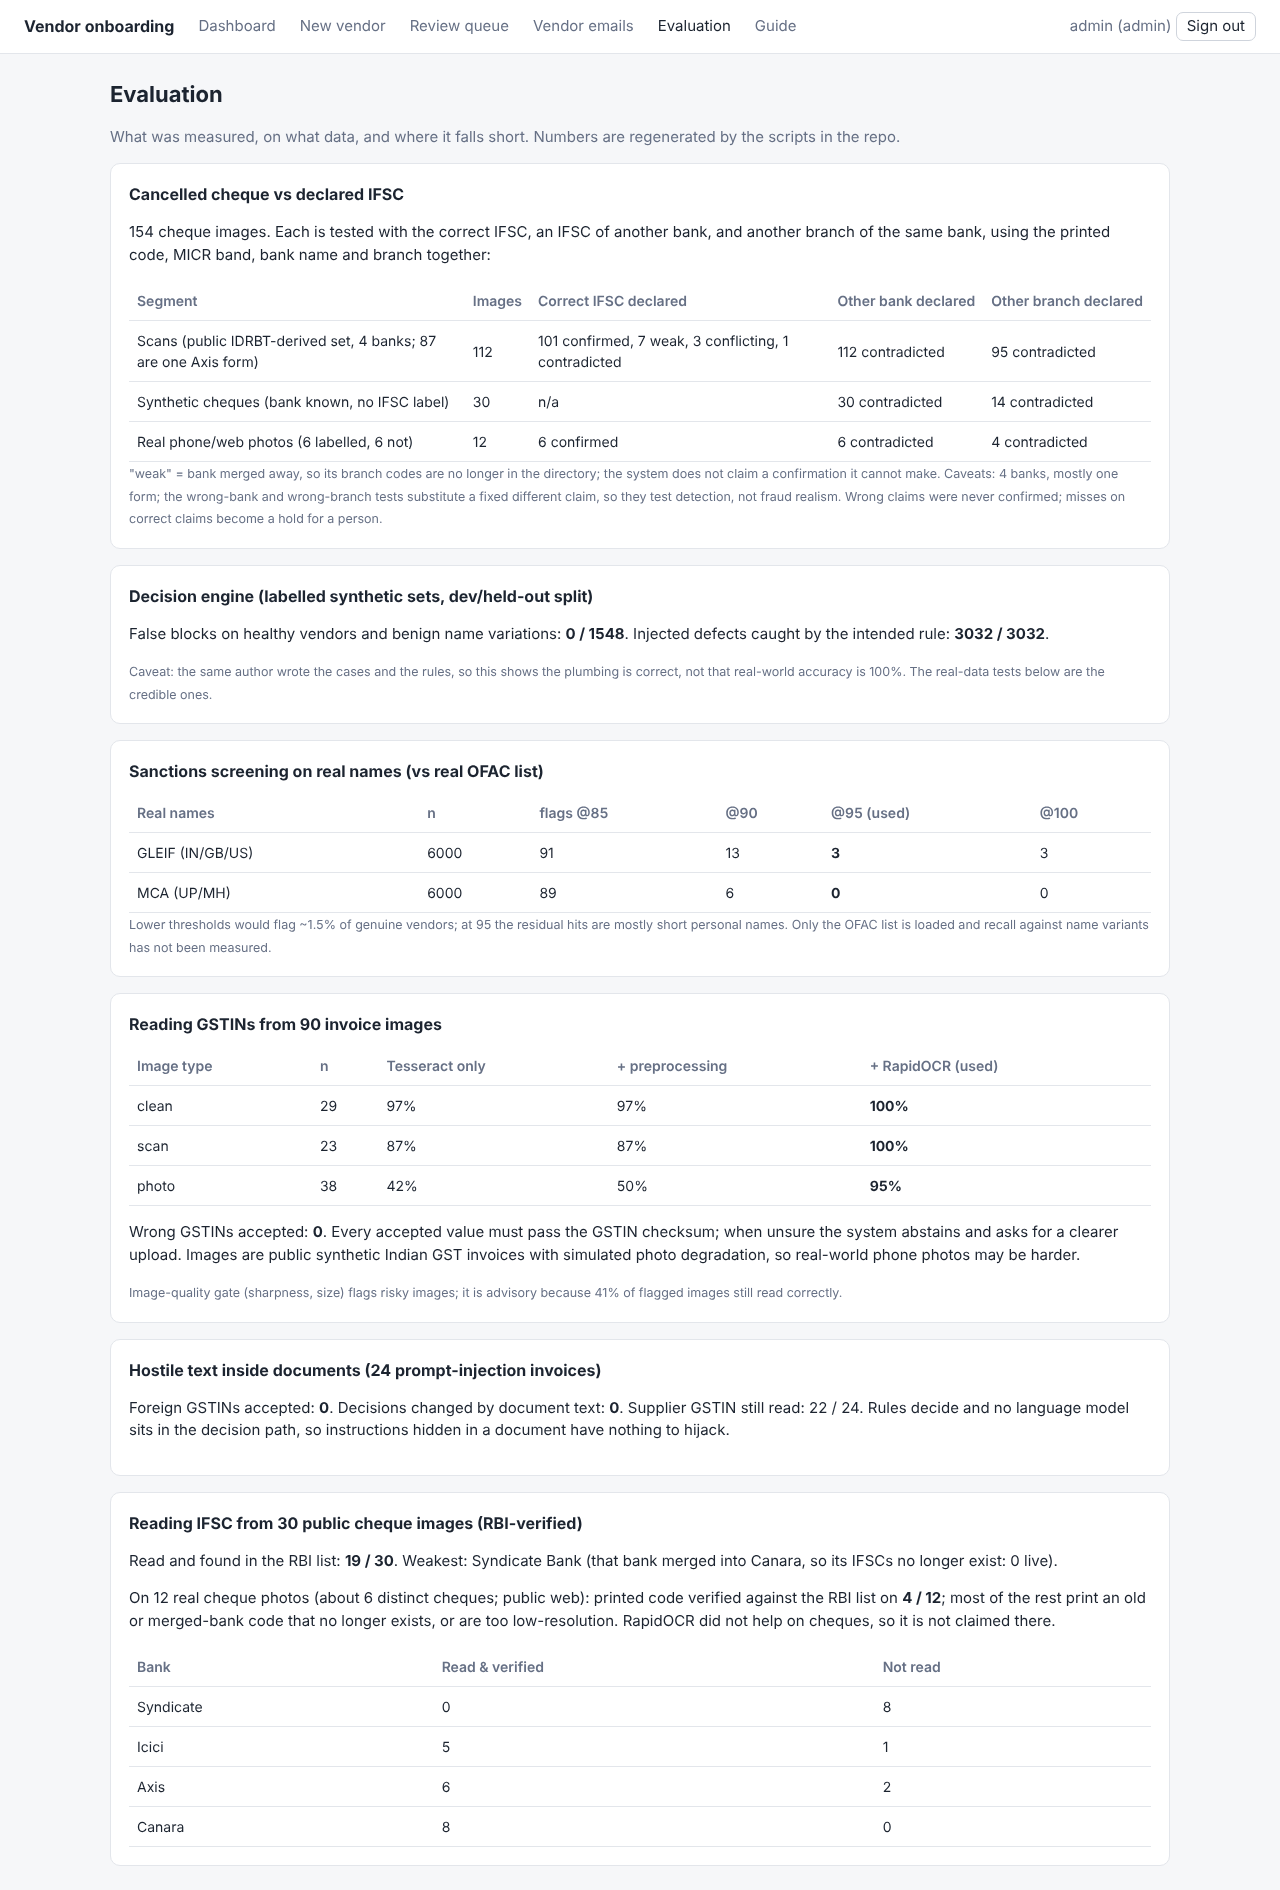 Vendor onboarding Dashboard New vendor Review queue Vendor emails Evaluation Guide admin (admin) Sign out
Evaluation
What was measured, on what data, and where it falls short. Numbers are regenerated by the scripts in the repo.
Cancelled cheque vs declared IFSC
154 cheque images. Each is tested with the correct IFSC, an IFSC of another bank, and another branch of the same bank, using the printed
code, MICR band, bank name and branch together:
Segment Images Correct IFSC declared Other bank declared Other branch declared
Scans (public IDRBT-derived set, 4 banks; 87
are one Axis form) 112 101 confirmed, 7 weak, 3 conflicting, 1
contradicted 112 contradicted 95 contradicted
Synthetic cheques (bank known, no IFSC label) 30 n/a 30 contradicted 14 contradicted
Real phone/web photos (6 labelled, 6 not) 12 6 confirmed 6 contradicted 4 contradicted
"weak" = bank merged away, so its branch codes are no longer in the directory; the system does not claim a confirmation it cannot make. Caveats: 4 banks, mostly one
form; the wrong-bank and wrong-branch tests substitute a fixed different claim, so they test detection, not fraud realism. Wrong claims were never confirmed; misses on
correct claims become a hold for a person.
Decision engine (labelled synthetic sets, dev/held-out split)
False blocks on healthy vendors and benign name variations: 0 / 1548. Injected defects caught by the intended rule: 3032 / 3032.
Caveat: the same author wrote the cases and the rules, so this shows the plumbing is correct, not that real-world accuracy is 100%. The real-data tests below are the
credible ones.
Sanctions screening on real names (vs real OFAC list)
Real names n flags @85 @90 @95 (used) @100
GLEIF (IN/GB/US) 6000 91 13 3 3
MCA (UP/MH) 6000 89 6 0 0
Lower thresholds would flag ~1.5% of genuine vendors; at 95 the residual hits are mostly short personal names. Only the OFAC list is loaded and recall against name variants
has not been measured.
Reading GSTINs from 90 invoice images
Image type n Tesseract only + preprocessing + RapidOCR (used)
clean 29 97% 97% 100%
scan 23 87% 87% 100%
photo 38 42% 50% 95%
Wrong GSTINs accepted: 0. Every accepted value must pass the GSTIN checksum; when unsure the system abstains and asks for a clearer
upload. Images are public synthetic Indian GST invoices with simulated photo degradation, so real-world phone photos may be harder.
Image-quality gate (sharpness, size) flags risky images; it is advisory because 41% of flagged images still read correctly.
Hostile text inside documents (24 prompt-injection invoices)
Foreign GSTINs accepted: 0. Decisions changed by document text: 0. Supplier GSTIN still read: 22 / 24. Rules decide and no language model
sits in the decision path, so instructions hidden in a document have nothing to hijack.
Reading IFSC from 30 public cheque images (RBI-verified)
Read and found in the RBI list: 19 / 30. Weakest: Syndicate Bank (that bank merged into Canara, so its IFSCs no longer exist: 0 live).
On 12 real cheque photos (about 6 distinct cheques; public web): printed code verified against the RBI list on 4 / 12; most of the rest print an old
or merged-bank code that no longer exists, or are too low-resolution. RapidOCR did not help on cheques, so it is not claimed there.
Bank Read & verified Not read
Syndicate 0 8
Icici 5 1
Axis 6 2
Canara 8 0